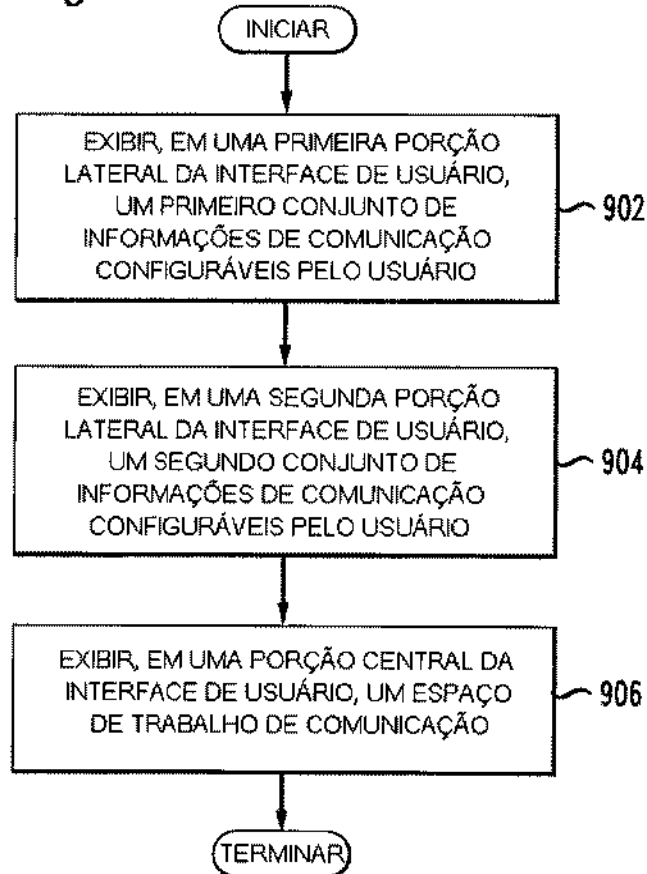 INICIAR
EXIBIR, EM UMA PRIMEIRA PORÇÃO
LATERAL DA INTERFACE DE USUÁRIO,
UM PRIMEIRO CONJUNTO DE
INFORMAÇÕES DE COMUNICAÇÃO
CONFIGURÁVEIS PELO USUÁRIO
902
EXIBIR, EM UMA SEGUNDA PORÇÃO
LATERAL DA INTERFACE DE USUÁRIO,
UM SEGUNDO CONJUNTO DE
INFORMAÇÕES DE COMUNICAÇÃO
CONFIGURÁVEIS PELO USUÁRIO
904
EXIBIR, EM UMA PORÇÃO CENTRAL DA
INTERFACE DE USUÁRIO, UM ESPAÇO
DE TRABALHO DE COMUNICAÇÃO
906
TERMINAR